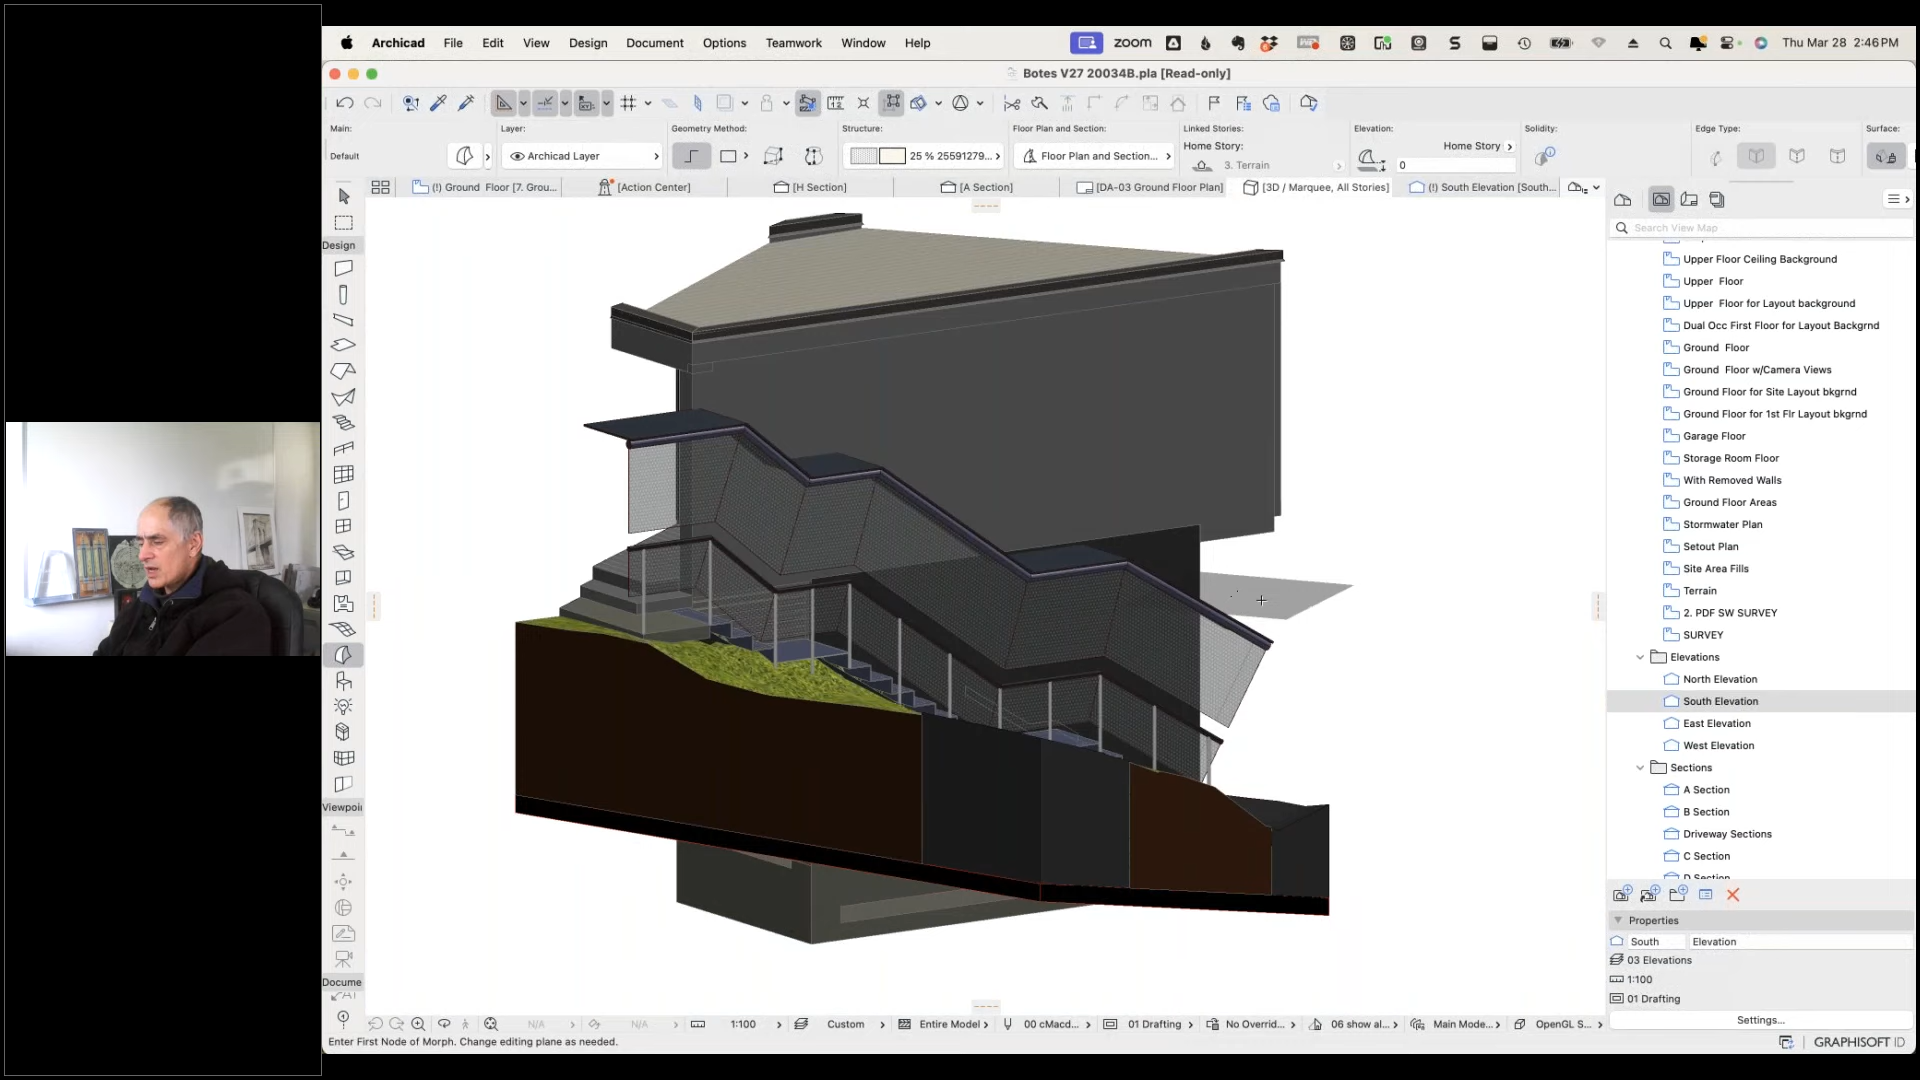 Archicad File Edit View Design Document Options Teamwork Window Help zoom Thu Mar 28 2:46 PM
Botes V27 20034B.pla [Read-only]
Main: Layer: Geometry Method: Structure: Floor Plan and Section: Linked Stories: Elevation: Solidity: Edge Type: Surface:
Home Story: Home Story
Default Archicad Layer 25 % 25591279... Floor Plan and Section... 3. Terrain 0
(!) Ground Floor [7. Grou... [Action Center] [H Section] [A Section] [DA-03 Ground Floor Plan] [3D / Marquee, All Stories] (!) South Elevation [South...
Search View Map
Design
Upper Floor Ceiling Background
Upper Floor
Upper Floor for Layout background
Dual Occ First Floor for Layout Backgrnd
Ground Floor
Ground Floor w/Camera Views
Ground Floor for Site Layout bkgrnd
Ground Floor for 1st Flr Layout bkgrnd
Garage Floor
Storage Room Floor
With Removed Walls
Ground Floor Areas
Stormwater Plan
Setout Plan
Site Area Fills
Terrain
2. PDF SW SURVEY
SURVEY
Elevations
North Elevation
South Elevation
East Elevation
West Elevation
Sections
A Section
B Section
Driveway Sections
C Section
D Section
Viewpoi
Docume
Properties
South Elevation
03 Elevations
1:100
01 Drafting
Settings...
N/A N/A 1:100 Custom Entire Model 00 cMacd... 01 Drafting No Overrid... 06 show al... Main Mode... OpenGL S...
Enter First Node of Morph. Change editing plane as needed.
GRAPHISOFT ID